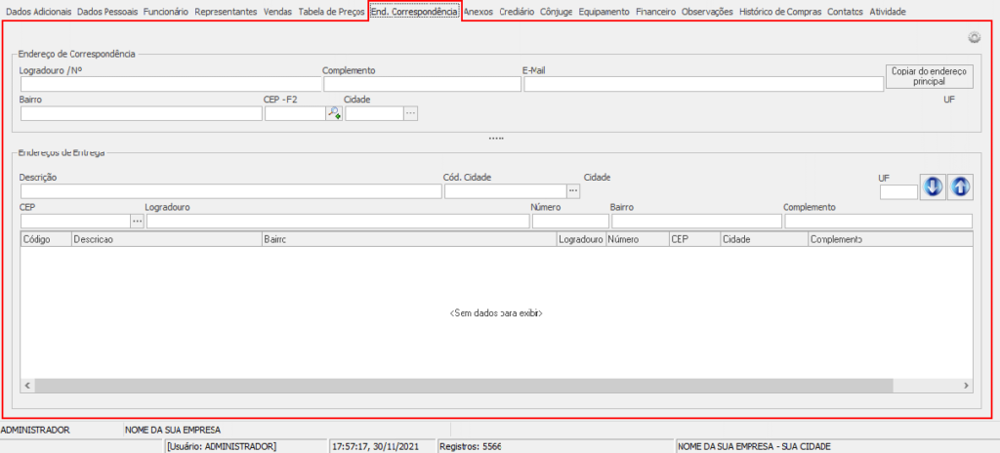 Dados Adicionais Dados Pessoais Funcionário Representantes Vendas Tabela de Preços End. Correspondência Anexos Crediário Cônjuge Equipamento Financeiro Observações Histórico de Compras Contatos Atividade
Endereço de Correspondência
Logradouro / Nº Complemento E-Mail
Copiar do endereço principal
Bairro CEP - F2 Cidade UF
Endereços de Entrega
Descrição Cód. Cidade Cidade UF
CEP Logradouro Número Bairro Complemento
Código Descricao Bairro Logradouro Número CEP Cidade Complemento
<Sem dados para exibir>
ADMINISTRADOR NOME DA SUA EMPRESA
[Usuário: ADMINISTRADOR] 17:57:17, 30/11/2021 Registros: 5566 NOME DA SUA EMPRESA - SUA CIDADE